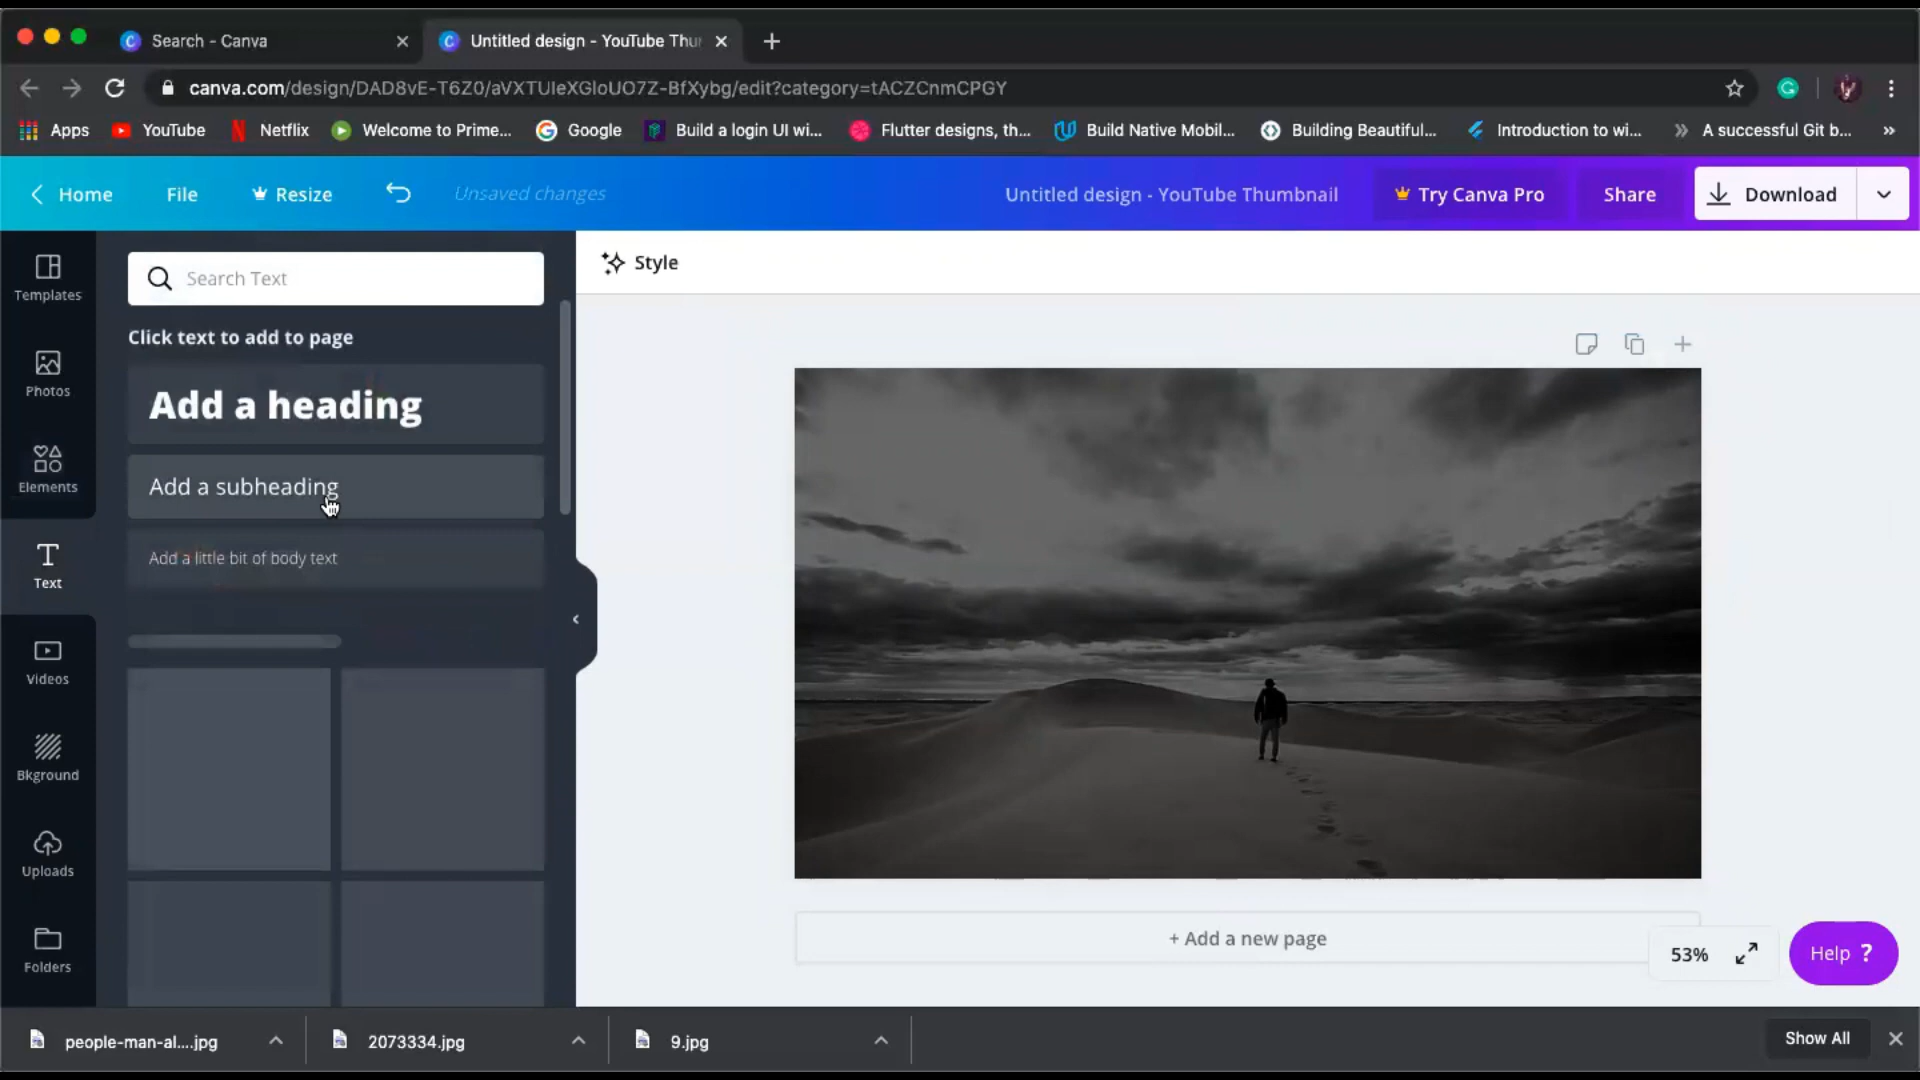 Search - Canva
Untitled design - YouTube Thu
canva.com/design/DAD8vE-T6Z0/aVXTUIeXGloUO7Z-BfXybg/edit?category=tACZCnmCPGY
Apps
YouTube
Netflix
Welcome to Prime...
Google
Build a login UI wi...
Flutter designs, th...
Build Native Mobil...
Building Beautiful...
Introduction to wi...
A successful Git b...
Home
File
Resize
Unsaved changes
Untitled design - YouTube Thumbnail
Try Canva Pro
Share
Download
Templates
Photos
Elements
Text
Videos
Bkground
Uploads
Folders
Search Text
Click text to add to page
Add a heading
Add a subheading
Add a little bit of body text
Style
+ Add a new page
53%
Help ?
people-man-al....jpg
2073334.jpg
9.jpg
Show All